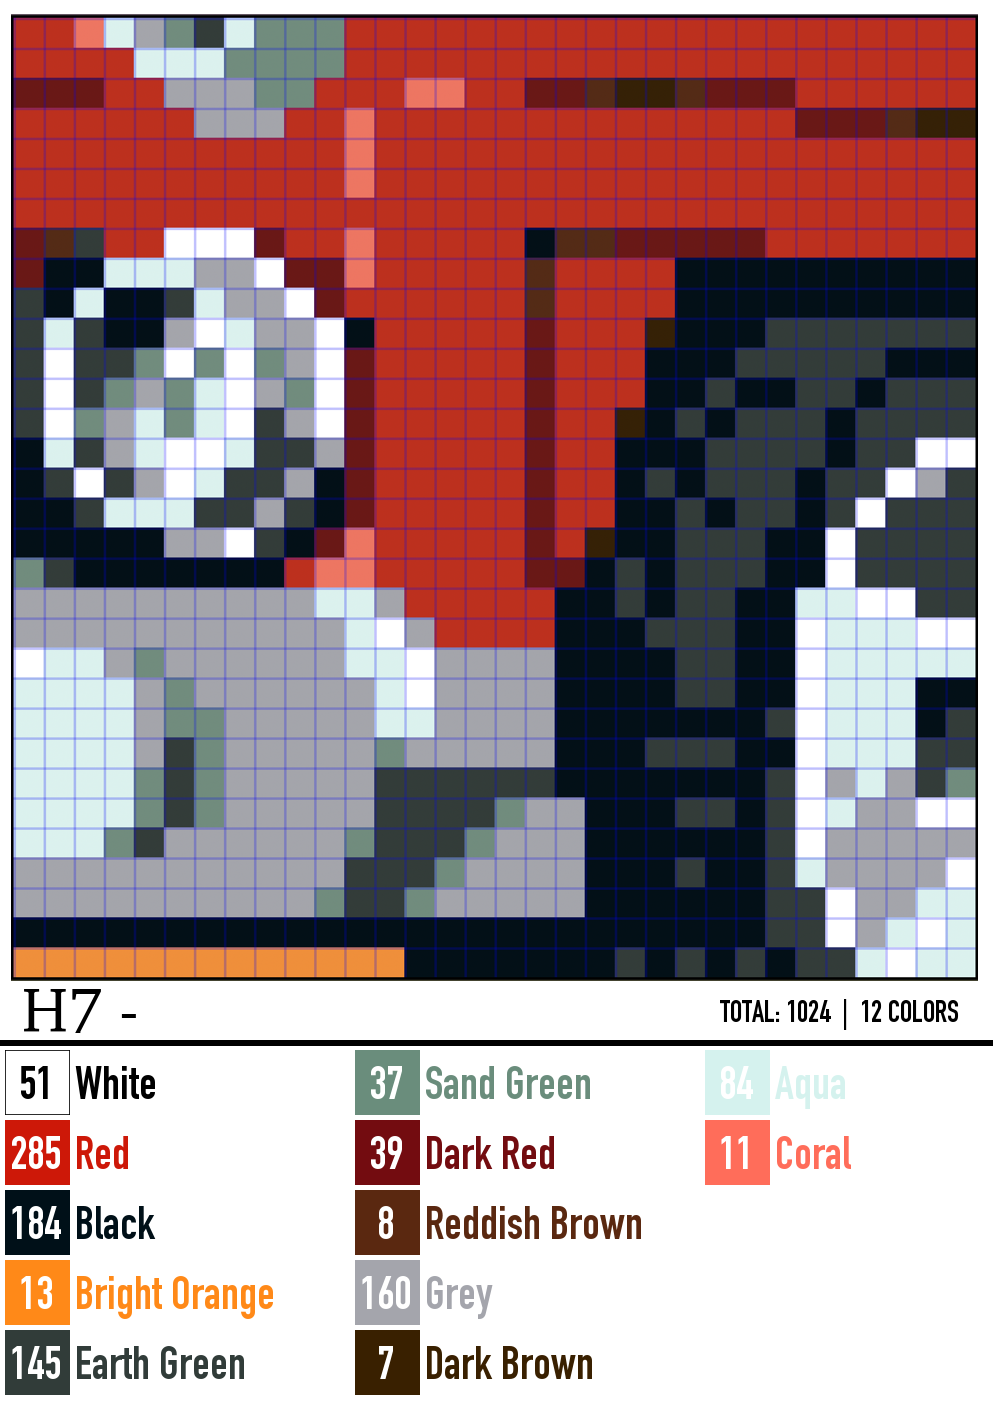 H7 -
TOTAL: 1024 | 12 COLORS
51 White
285 Red
184 Black
13 Bright Orange
145 Earth Green
37 Sand Green
39 Dark Red
8 Reddish Brown
160 Grey
7 Dark Brown
84 Aqua
11 Coral